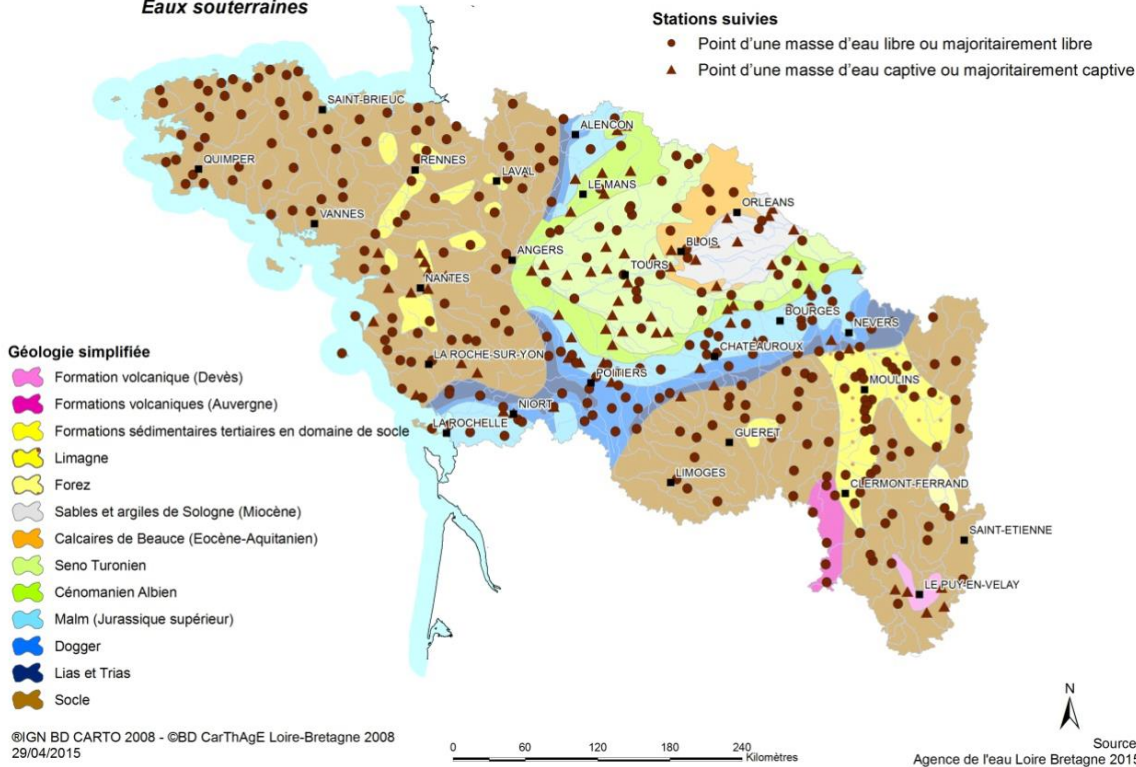 Eaux souterraines
Stations suivies
Point d'une masse d'eau libre ou majoritairement libre
Point d'une masse d'eau captive ou majoritairement captive
SAINT-BRIEUC
ALENCON
QUIMPER
RENNES
LAVAL
LE MANS
ORLEANS
VANNES
ANGERS
BLOIS
TOURS
NANTES
BOURGES
NEVERS
LA ROCHE-SUR-YON
CHATEAUROUX
POITIERS
MOULINS
NIORT
LA ROCHELLE
GUERET
LIMOGES
CLERMONT-FERRAND
SAINT-ETIENNE
LE PUY-EN-VELAY
Géologie simplifiée
Formation volcanique (Devès)
Formations volcaniques (Auvergne)
Formations sédimentaires tertiaires en domaine de socle
Limagne
Forez
Sables et argiles de Sologne (Miocène)
Calcaires de Beauce (Eocène-Aquitanien)
Seno Turonien
Cénomanien Albien
Malm (Jurassique supérieur)
Dogger
Lias et Trias
Socle
®IGN BD CARTO 2008 - ©BD CarThAgE Loire-Bretagne 2008
29/04/2015
0 60 120 180 240
Kilomètres
N
Source
Agence de l'eau Loire Bretagne 2015